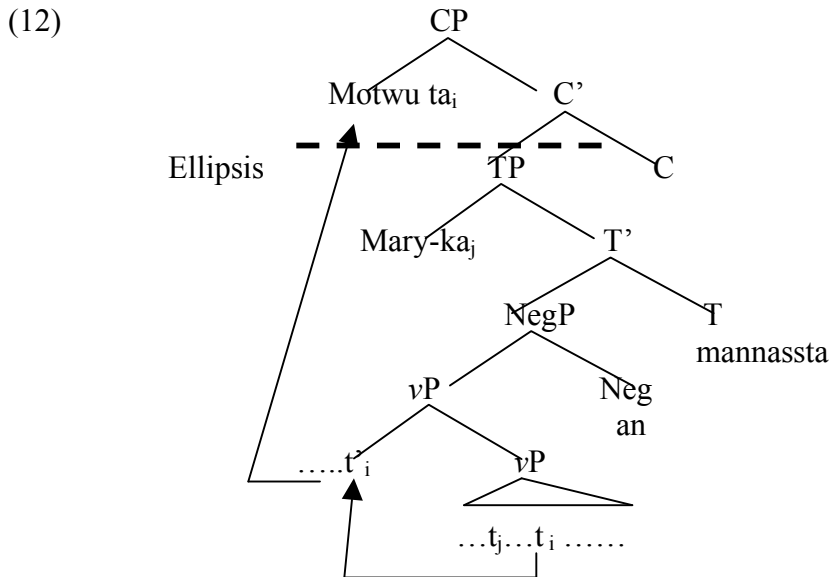 (12)
CP
Motwu tai C’
Ellipsis TP C
Mary-kaj T’
NegP T
mannassta
vP Neg
an
…..t’i vP
…tj…t i ……